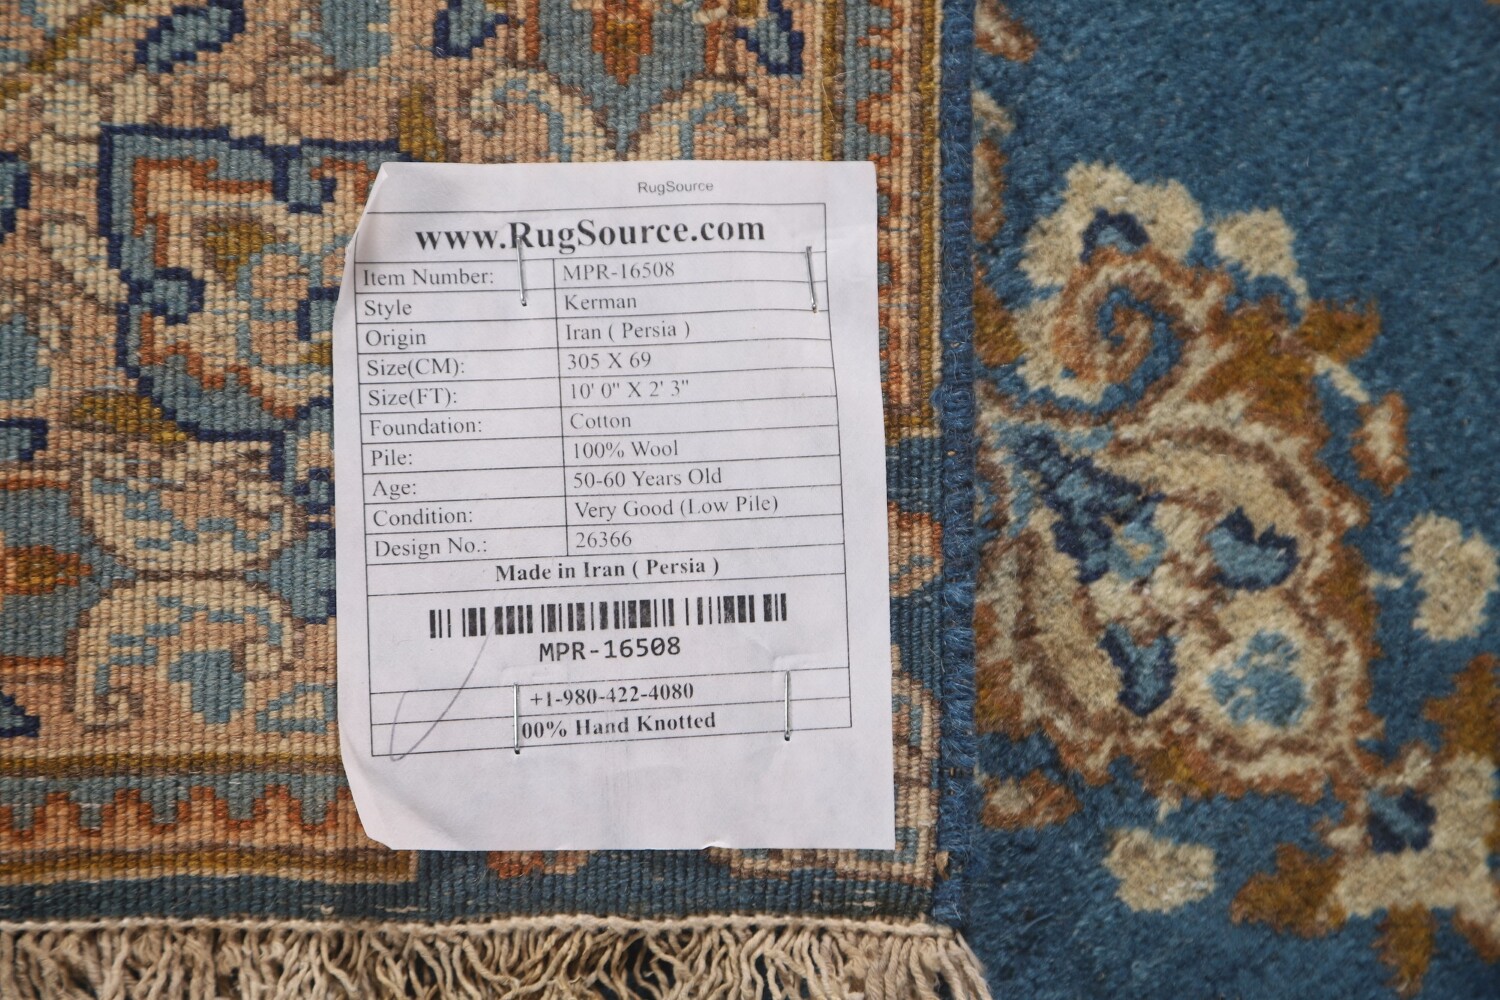 RugSource
www.RugSource.com
Item Number: MPR-16508
Style Kerman
Origin Iran ( Persia )
Size(CM): 305 X 69
Size(FT): 10' 0" X 2' 3"
Foundation: Cotton
Pile: 100% Wool
Age: 50-60 Years Old
Condition: Very Good (Low Pile)
Design No.: 26366
Made in Iran ( Persia )
MPR-16508
+1-980-422-4080
00% Hand Knotted